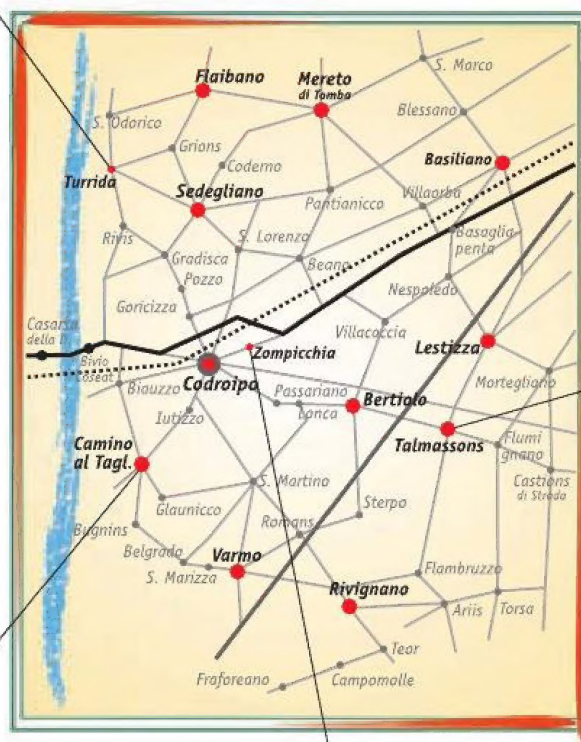 S. Marco
Flaibano
Mereto
di Tomba
Blessano
S. Odorico
Grions
Coderno
Basiliano
Turrida
Sedegliano
Pantianicco
Villaorba
Rivis
S. Lorenzo
Basaglia-
penta
Gradisca
Beano
Pozzo
Nespoledo
Goricizza
Casarsa
della D.
Villacaccia
Bivio
Coseat
Zompicchia
Lestizza
Codroipo
Mortegliano
Biauzzo
Passariano
Lonca
Bertiolo
Iutizzo
Talmassons
Camino
al Tagl.
Flumi
gnano
S. Martino
Castions
di Strada
Glaunicco
Sterpo
Bugnins
Romans
Belgrado
Varmo
S. Marizza
Flambruzzo
Rivignano
Ariis
Torsa
Teor
Fraforeano
Campomolle